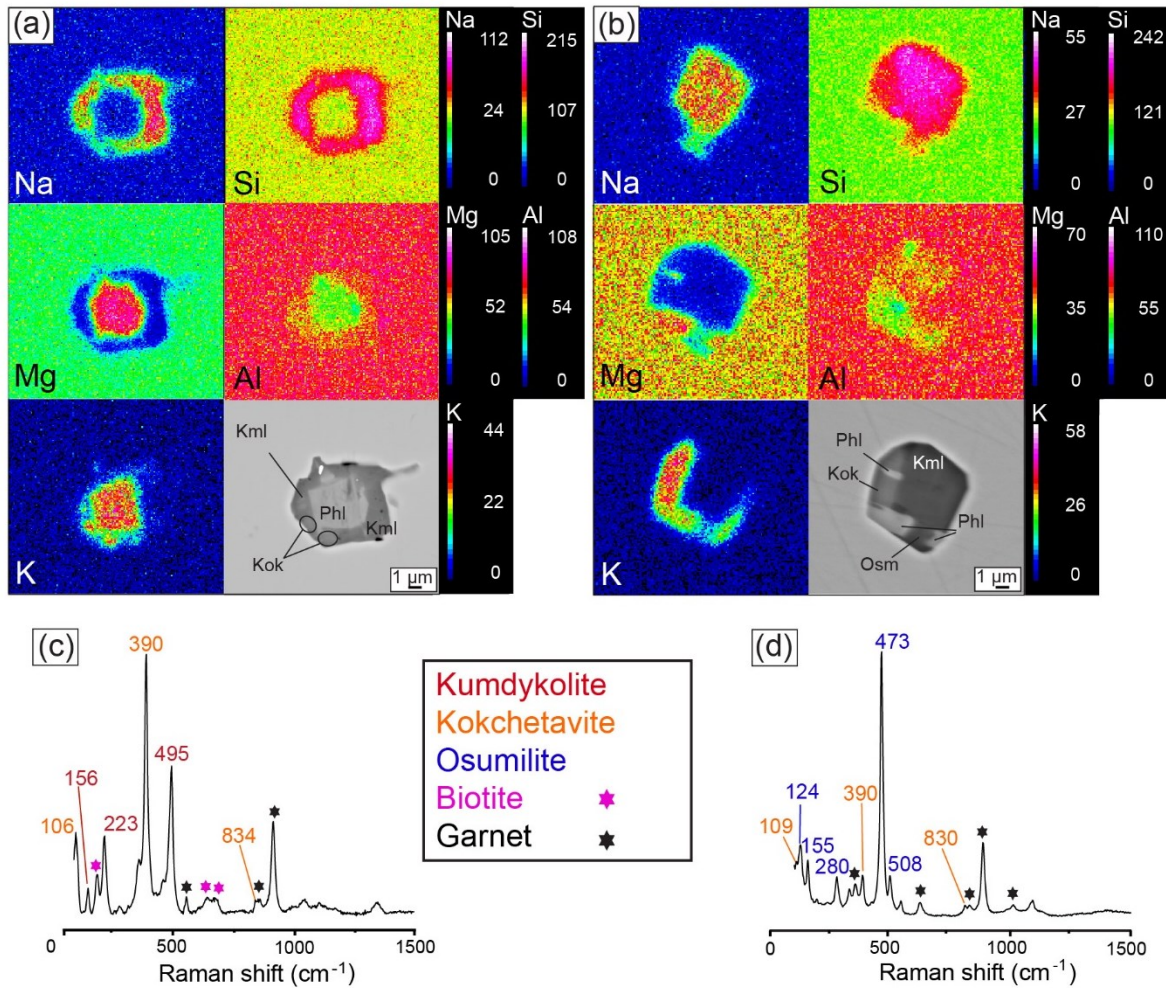 (a)
Na
Si
Na
112
24
0
Si
215
107
0
Mg
Al
Mg
105
52
0
Al
108
54
0
K
Kml
Phl
Kml
Kok
1 µm
K
44
22
0
(b)
Na
Si
Na
55
27
0
Si
242
121
0
Mg
Al
Mg
70
35
0
Al
110
55
0
K
Phl
Kml
Kok
Phl
Osm
1 µm
K
58
26
0
(c)
390
156
495
106
223
834
0 500 1000 1500
Raman shift (cm⁻¹)
Kumdykolite
Kokchetavite
Osumilite
Biotite
Garnet
(d)
473
124
390
109
155
830
280
508
0 500 1000 1500
Raman shift (cm⁻¹)